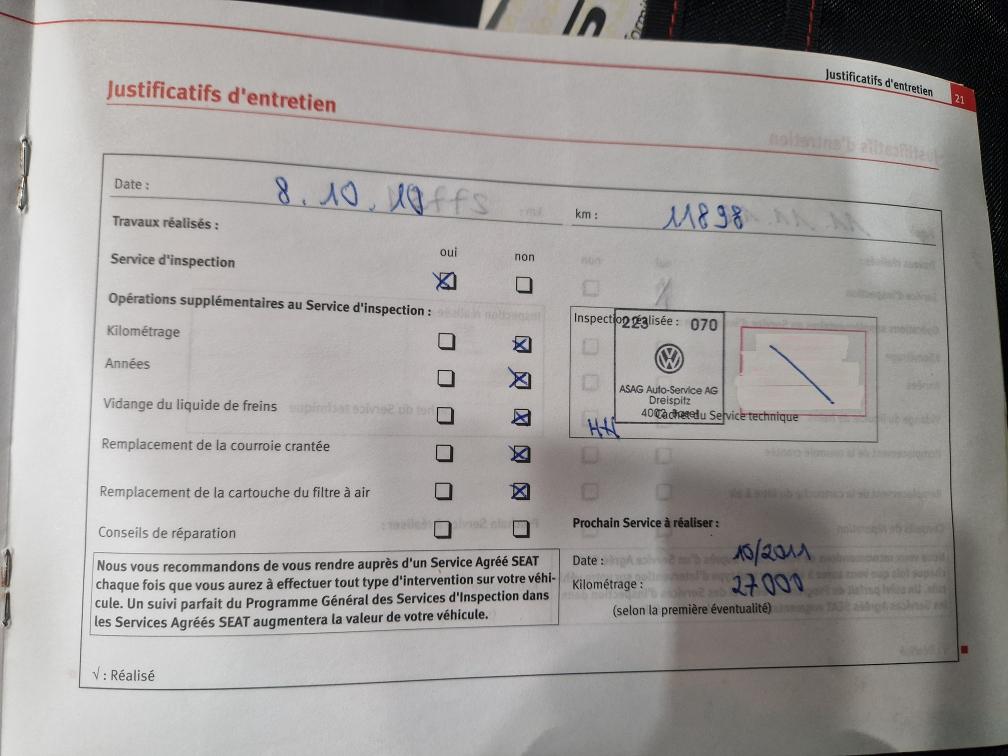 Justificatifs d'entretien
21
Justificatifs d'entretien
Date : 8.10.10
km : 11898
Travaux réalisés :
oui non
Service d'inspection
Opérations supplémentaires au Service d'inspection :
Kilométrage
Années
Vidange du liquide de freins
Remplacement de la courroie crantée
Remplacement de la cartouche du filtre à air
Conseils de réparation
Inspection réalisée :
223 070
ASAG Auto-Service AG
Dreispitz
4002 Basel
Cachet du Service technique
HH
Nous vous recommandons de vous rendre auprès d'un Service Agréé SEAT
chaque fois que vous aurez à effectuer tout type d'intervention sur votre véhi-
cule. Un suivi parfait du Programme Général des Services d'Inspection dans
les Services Agréés SEAT augmentera la valeur de votre véhicule.
Prochain Service à réaliser :
Date : 10/2011
Kilométrage : 27000
(selon la première éventualité)
√ : Réalisé